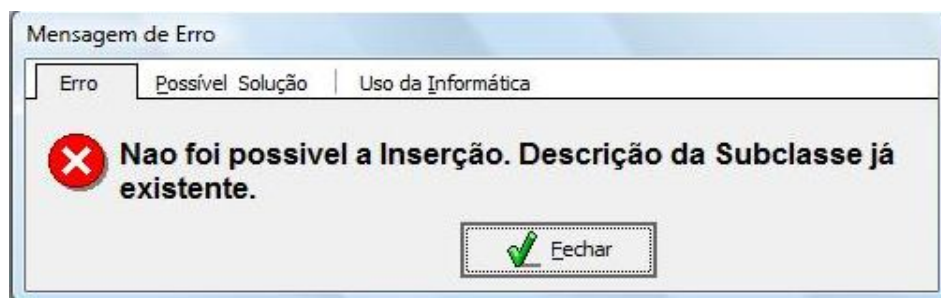 Mensagem de Erro
Erro Possível Solução Uso da Informática
Nao foi possivel a Inserção. Descrição da Subclasse já
existente.
Fechar